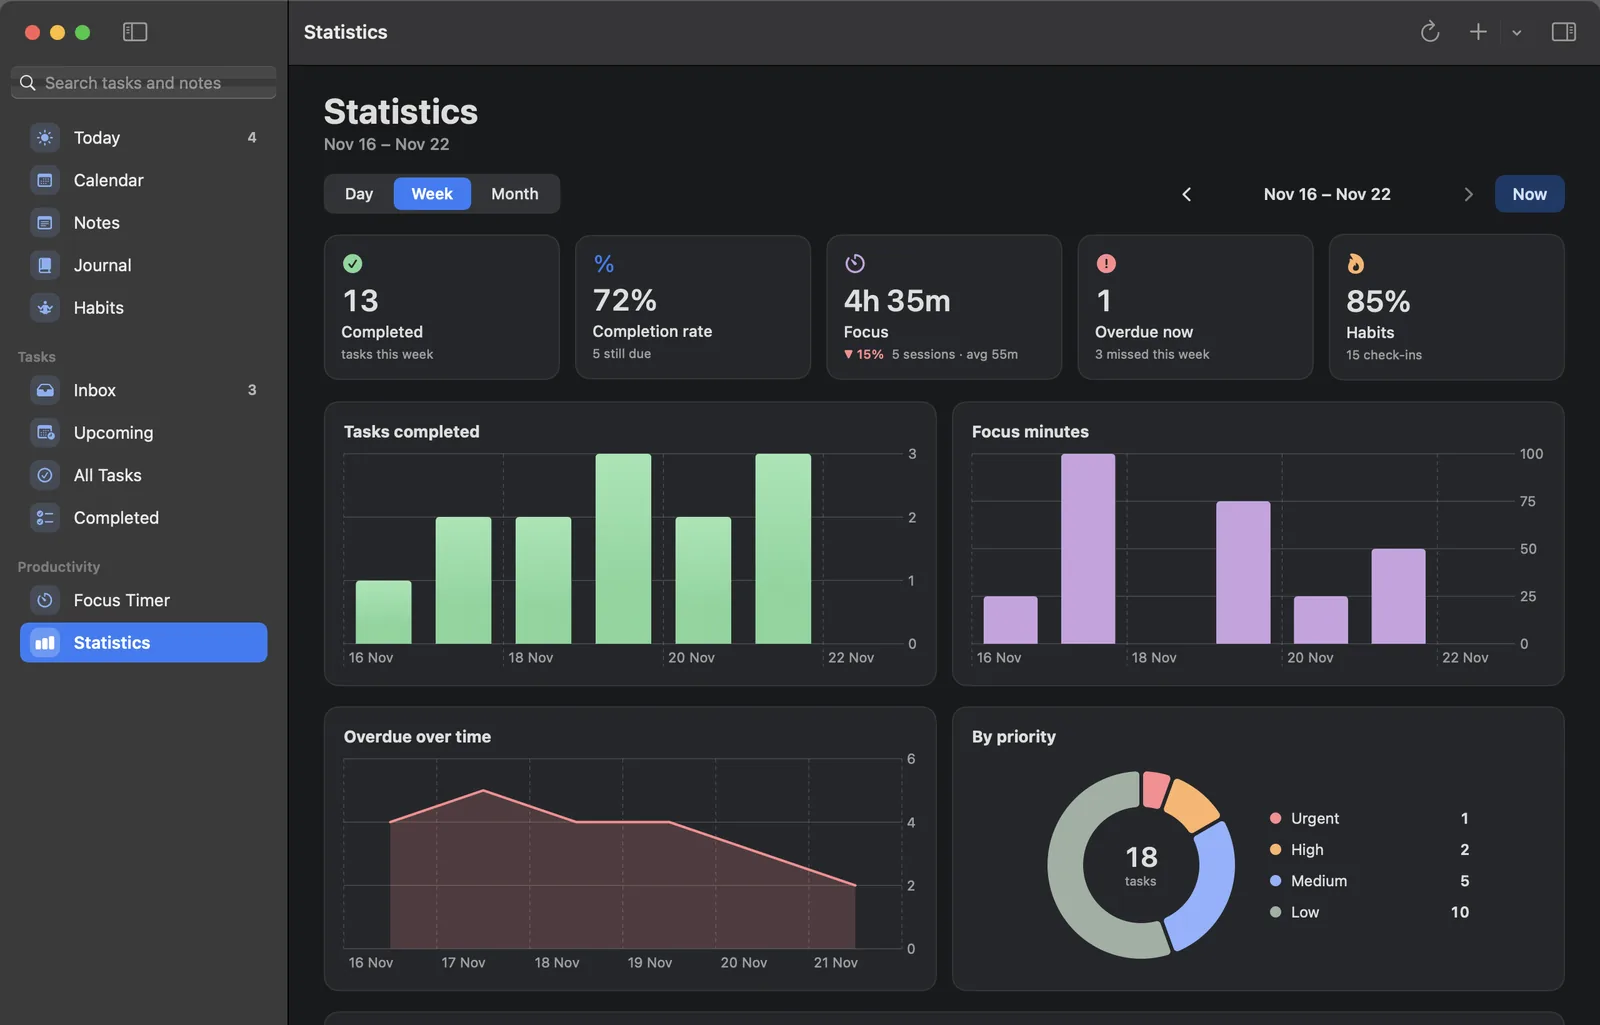 Statistics
Search tasks and notes
Today 4
Calendar
Notes
Journal
Habits
Tasks
Inbox 3
Upcoming
All Tasks
Completed
Productivity
Focus Timer
Statistics
Statistics
Nov 16 – Nov 22
Day Week Month
Nov 16 – Nov 22 Now
13
Completed
tasks this week
%
72%
Completion rate
5 still due
4h 35m
Focus
▼ 15% 5 sessions · avg 55m
!
1
Overdue now
3 missed this week
85%
Habits
15 check-ins
Tasks completed
3
2
1
0
16 Nov 18 Nov 20 Nov 22 Nov
Focus minutes
100
75
50
25
0
16 Nov 18 Nov 20 Nov 22 Nov
Overdue over time
6
4
2
0
16 Nov 17 Nov 18 Nov 19 Nov 20 Nov 21 Nov
By priority
18
tasks
Urgent 1
High 2
Medium 5
Low 10